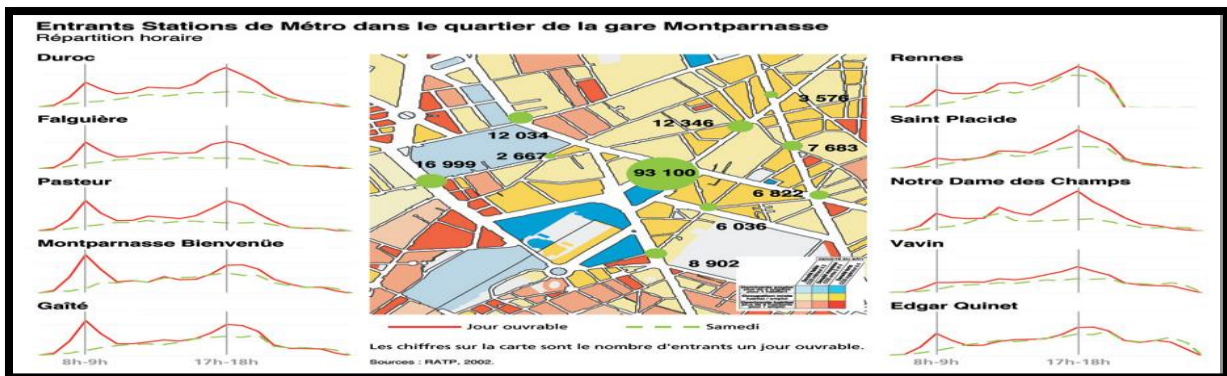 Entrants Stations de Métro dans le quartier de la gare Montparnasse
Répartition horaire
Duroc
Falguière
Pasteur
Montparnasse Bienvenüe
Gaîté
8h-9h
17h-18h
12 034
2 667
16 999
12 346
3 576
7 683
93 100
6 822
6 036
8 902
Jour ouvrable
Samedi
Les chiffres sur la carte sont le nombre d'entrants un jour ouvrable.
Sources : RATP, 2002.
Rennes
Saint Placide
Notre Dame des Champs
Vavin
Edgar Quinet
8h-9h
17h-18h